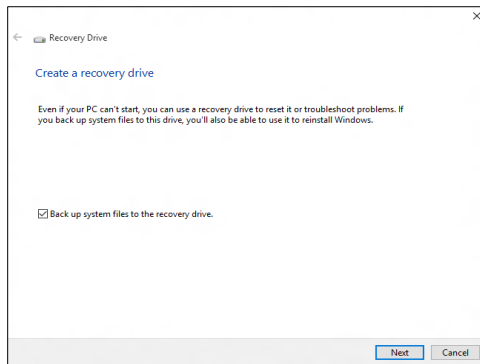 Recovery Drive
Create a recovery drive
Even if your PC can't start, you can use a recovery drive to reset it or troubleshoot problems. If
you back up system files to this drive, you'll also be able to use it to reinstall Windows.
Back up system files to the recovery drive.
Next Cancel